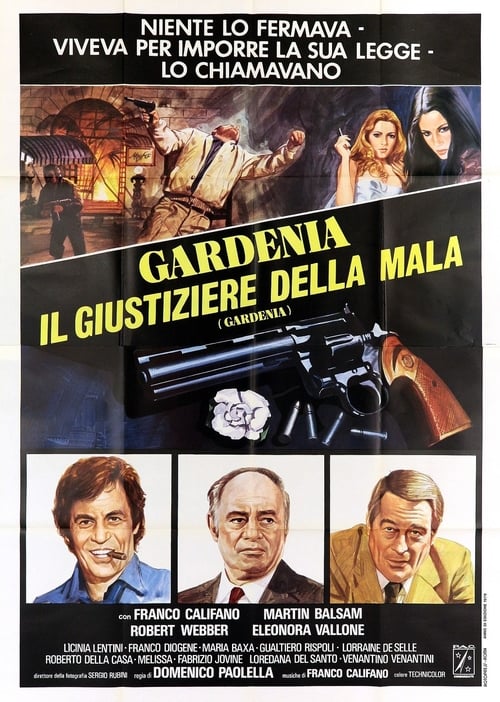 NIENTE LO FERMAVA -
VIVEVA PER IMPORRE LA SUA LEGGE -
LO CHIAMAVANO
GARDENIA
IL GIUSTIZIERE DELLA MALA
(GARDENIA)
con FRANCO CALIFANO MARTIN BALSAM
ROBERT WEBBER ELEONORA VALLONE
LICINIA LENTINI · FRANCO DIOGENE · MARIA BAXA · GUALTIERO RISPOLI · LORRAINE DE SELLE
ROBERTO DELLA CASA · MELISSA · FABRIZIO JOVINE · LOREDANA DEL SANTO · VENANTINO VENANTINI
direttore della fotografia SERGIO RUBINI regia di DOMENICO PAOLELLA musiche di FRANCO CALIFANO colore TECHNICOLOR